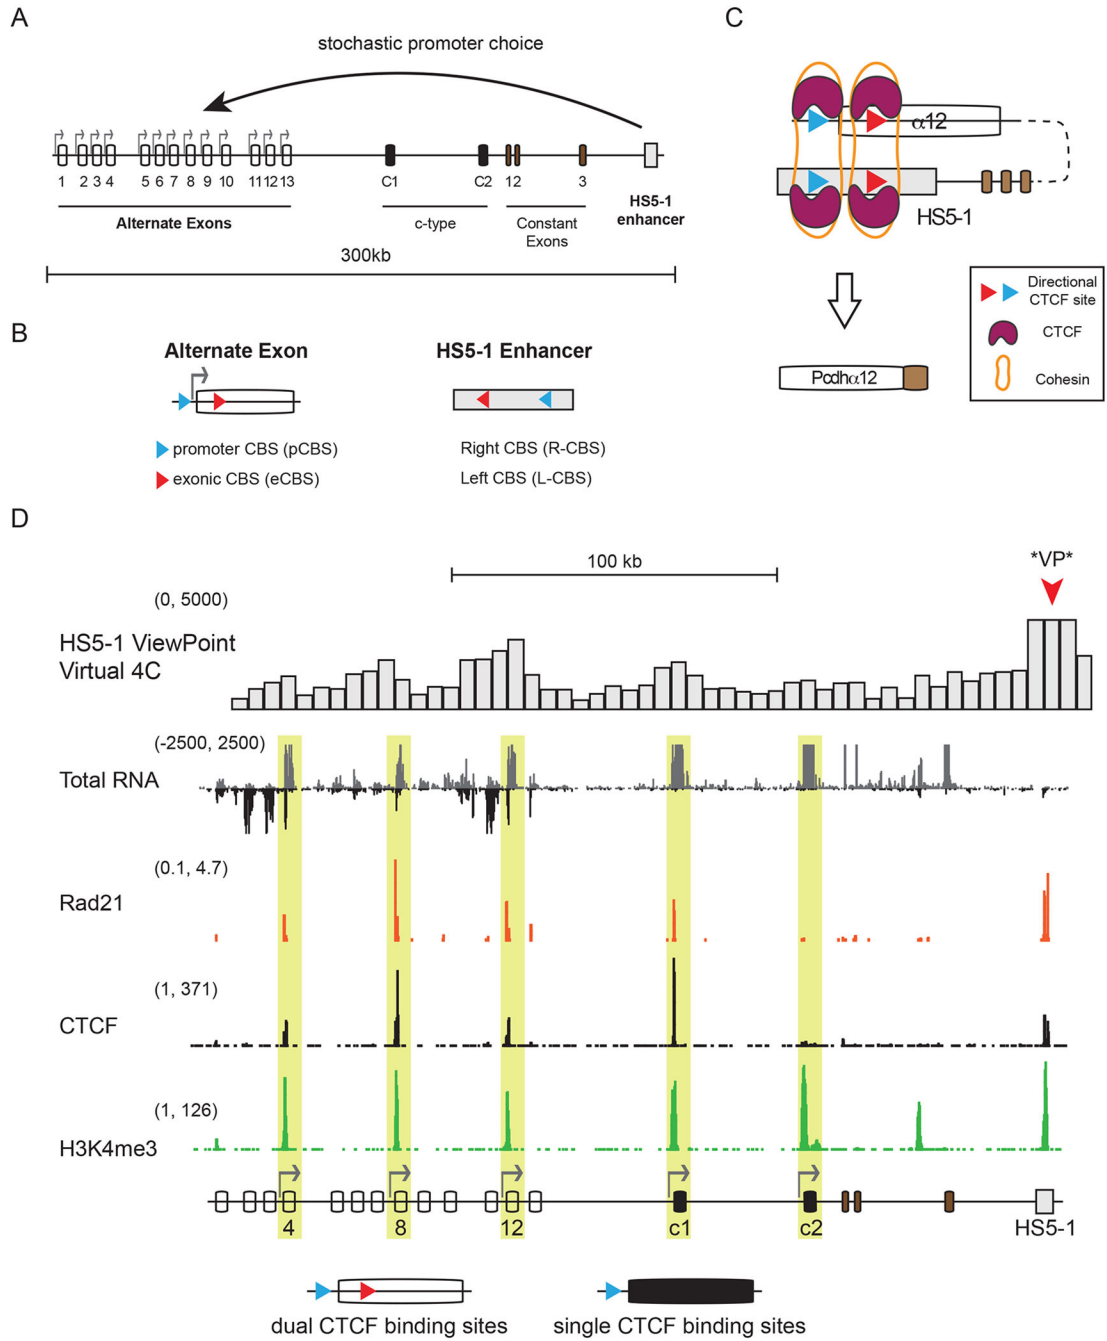 A
stochastic promoter choice
1 2 3 4 5 6 7 8 9 10 11 12 13 C1 C2 12 3
HS5-1
enhancer
Alternate Exons
c-type
Constant
Exons
300kb
B
Alternate Exon
HS5-1 Enhancer
promoter CBS (pCBS)
Right CBS (R-CBS)
exonic CBS (eCBS)
Left CBS (L-CBS)
C
α12
HS5-1
Pcdhα12
Directional
CTCF site
CTCF
Cohesin
D
100 kb
*VP*
(0, 5000)
HS5-1 ViewPoint
Virtual 4C
(-2500, 2500)
Total RNA
(0.1, 4.7)
Rad21
(1, 371)
CTCF
(1, 126)
H3K4me3
4 8 12 c1 c2 HS5-1
dual CTCF binding sites
single CTCF binding sites